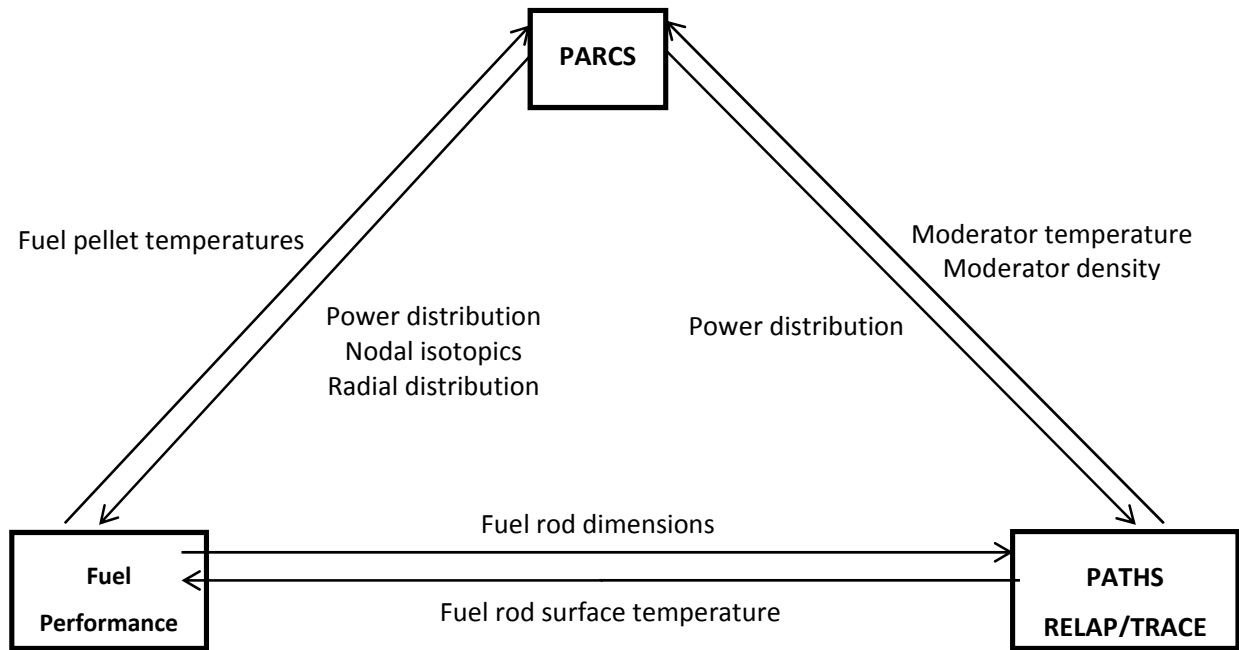 PARCS
Fuel pellet temperatures
Moderator temperature
Moderator density
Power distribution
Nodal isotopics
Radial distribution
Power distribution
Fuel rod dimensions
Fuel
Performance
Fuel rod surface temperature
PATHS
RELAP/TRACE